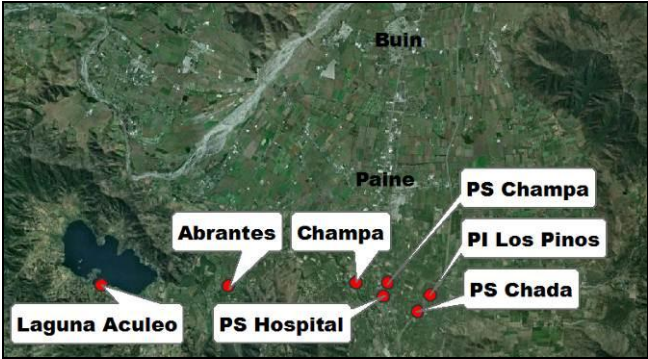 Buin
Paine
PS Champa
Abrantes
Champa
PI Los Pinos
PS Chada
Laguna Aculeo
PS Hospital